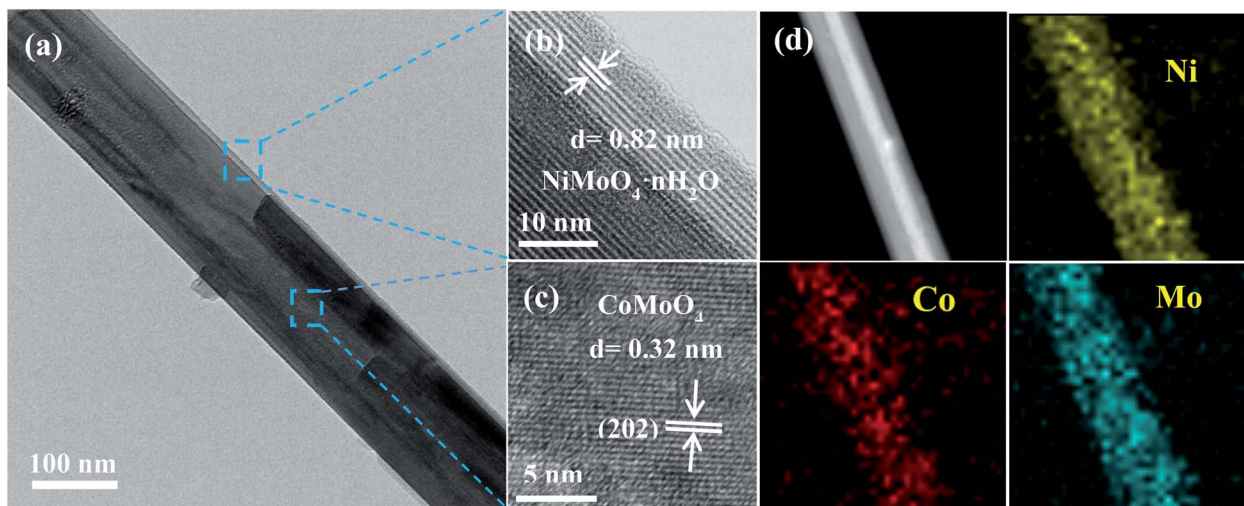 (a)
100 nm
(b)
d= 0.82 nm
NiMoO₄·nH₂O
10 nm
(c)
CoMoO₄
d= 0.32 nm
(202)
5 nm
(d)
Ni
Co
Mo